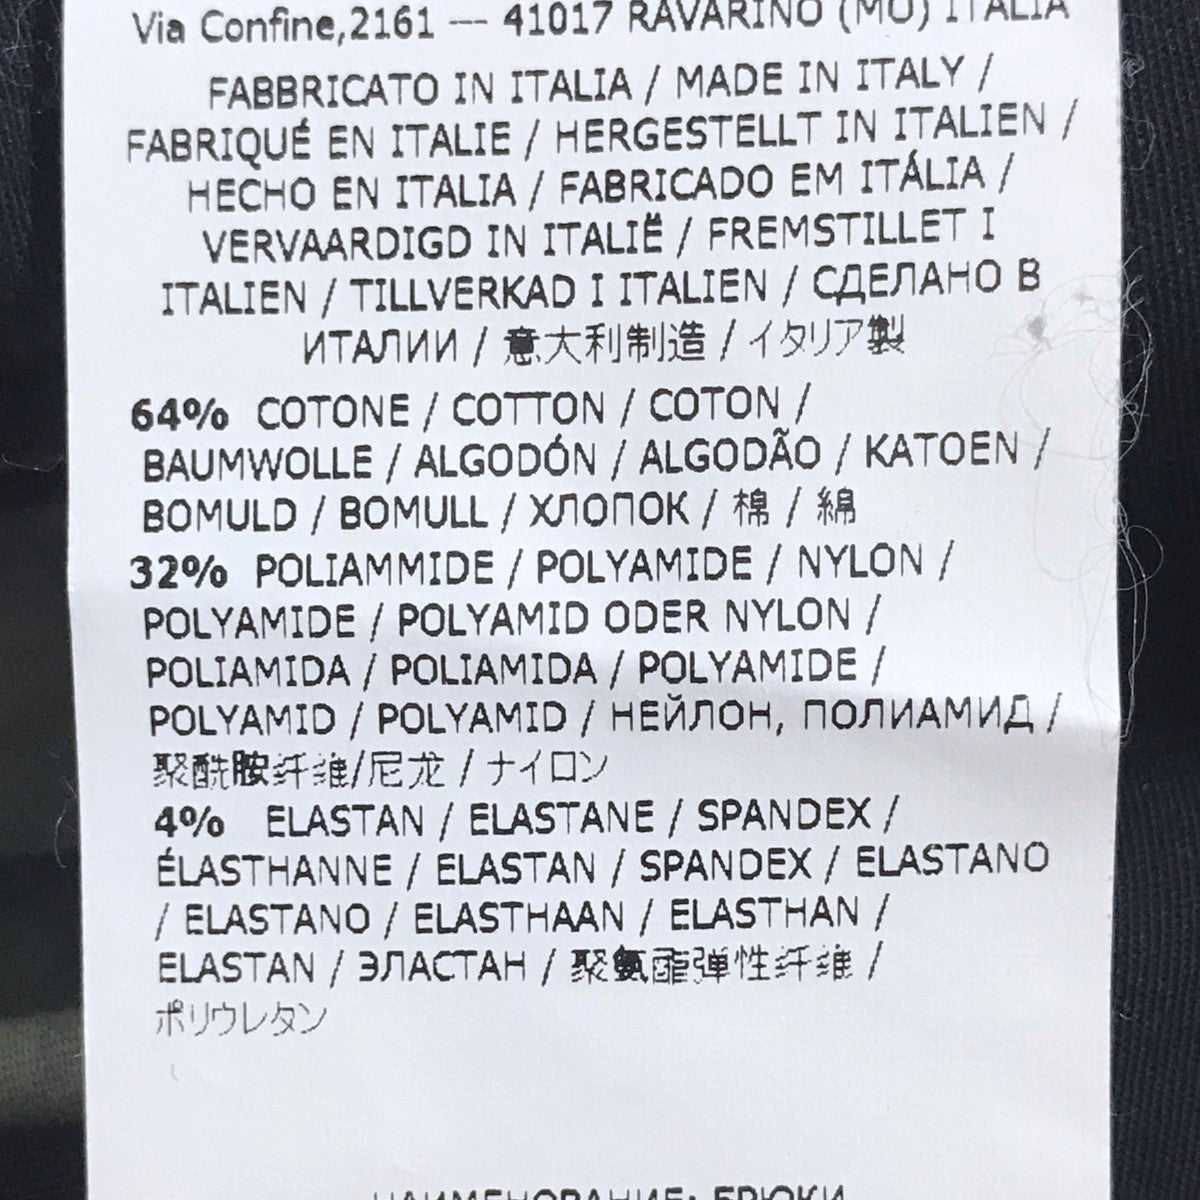 Via Confine,2161 — 41017 RAVARINO (MO) ITALIA
FABBRICATO IN ITALIA / MADE IN ITALY /
FABRIQUÉ EN ITALIE / HERGESTELLT IN ITALIEN /
HECHO EN ITALIA / FABRICADO EM ITÁLIA /
VERVAARDIGD IN ITALIË / FREMSTILLET I
ITALIEN / TILLVERKAD I ITALIEN / СДЕЛАНО В
ИТАЛИИ / 意大利制造 / イタリア製
64% COTONE / COTTON / COTON /
BAUMWOLLE / ALGODÓN / ALGODÃO / KATOEN /
BOMULD / BOMULL / ХЛОПОК / 棉 / 綿
32% POLIAMMIDE / POLYAMIDE / NYLON /
POLYAMIDE / POLYAMID ODER NYLON /
POLIAMIDA / POLIAMIDA / POLYAMIDE /
POLYAMID / POLYAMID / НЕЙЛОН, ПОЛИАМИД /
聚酰胺纤维/尼龙 / ナイロン
4% ELASTAN / ELASTANE / SPANDEX /
ÉLASTHANNE / ELASTAN / SPANDEX / ELASTANO
/ ELASTANO / ELASTHAAN / ELASTHAN /
ELASTAN / ЭЛАСТАН / 聚氨酯弹性纤维 /
ポリウレタン
НАИМЕНОВАНИЕ: БРЮКИ